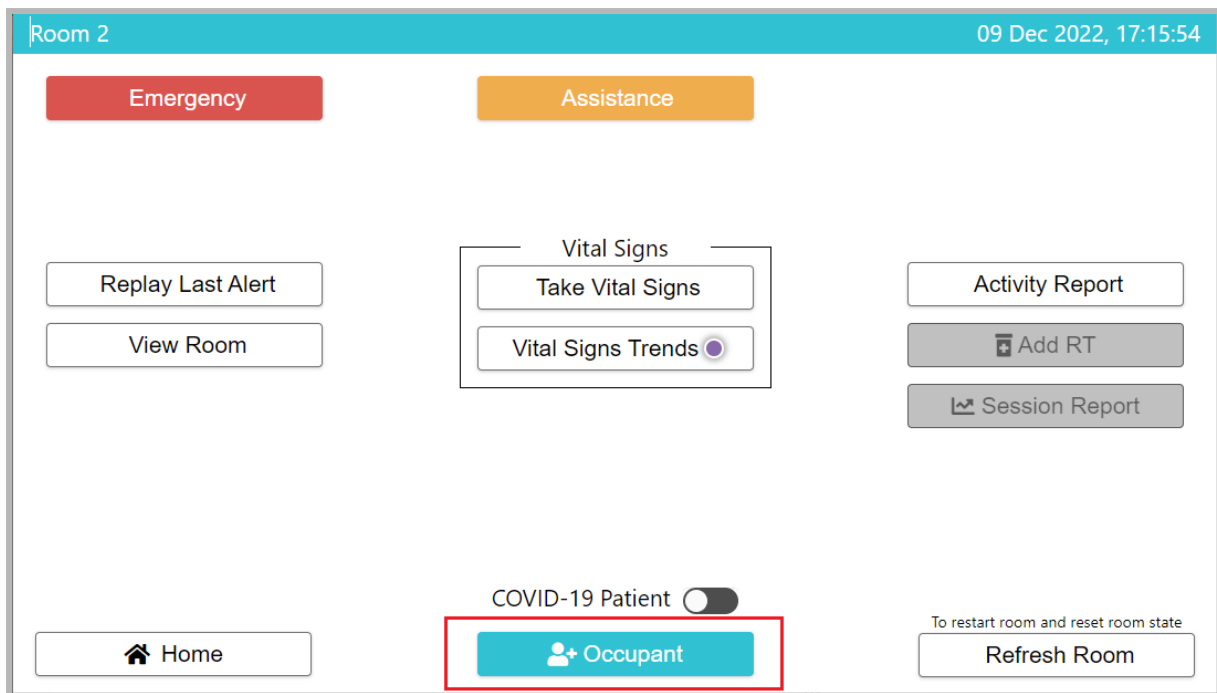 Room 2
09 Dec 2022, 17:15:54
Emergency
Assistance
Vital Signs
Replay Last Alert
Take Vital Signs
Activity Report
View Room
Vital Signs Trends
Add RT
Session Report
COVID-19 Patient
To restart room and reset room state
Home
Occupant
Refresh Room